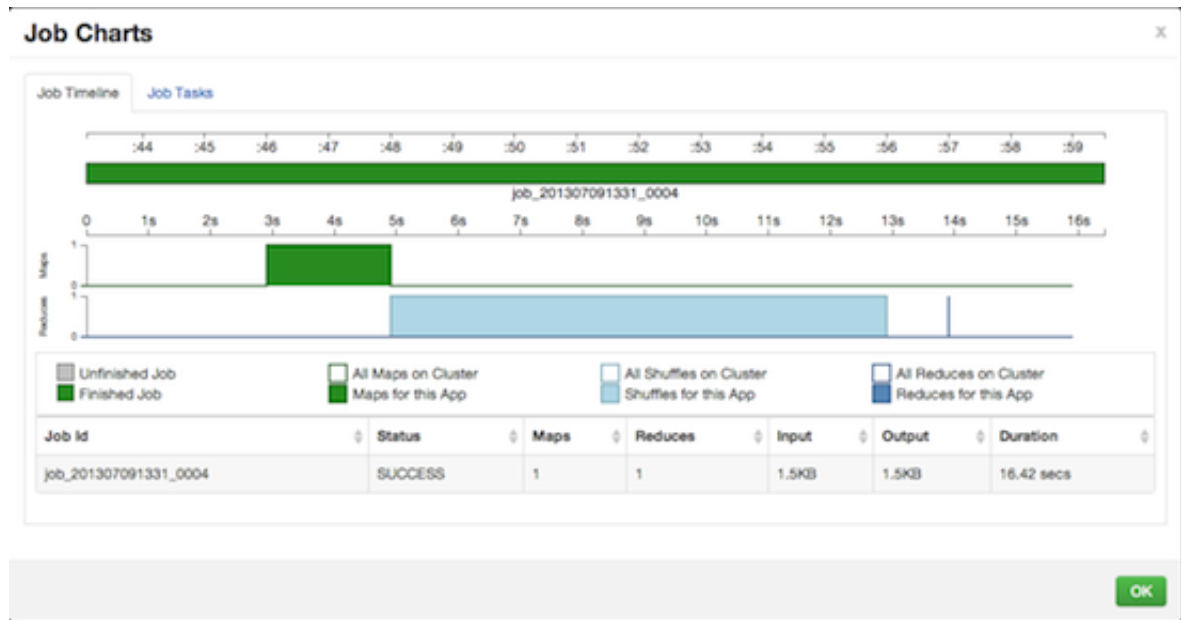 Job Charts x
Job Timeline Job Tasks
:44 :45 :46 :47 :48 :49 :50 :51 :52 :53 :54 :55 :56 :57 :58 :59
job_201307091331_0004
0 1s 2s 3s 4s 5s 6s 7s 8s 9s 10s 11s 12s 13s 14s 15s 16s
Maps 1 0
Reduces 1 0
Unfinished Job All Maps on Cluster All Shuffles on Cluster All Reduces on Cluster
Finished Job Maps for this App Shuffles for this App Reduces for this App
Job Id Status Maps Reduces Input Output Duration
job_201307091331_0004 SUCCESS 1 1 1.5KB 1.5KB 16.42 secs
OK